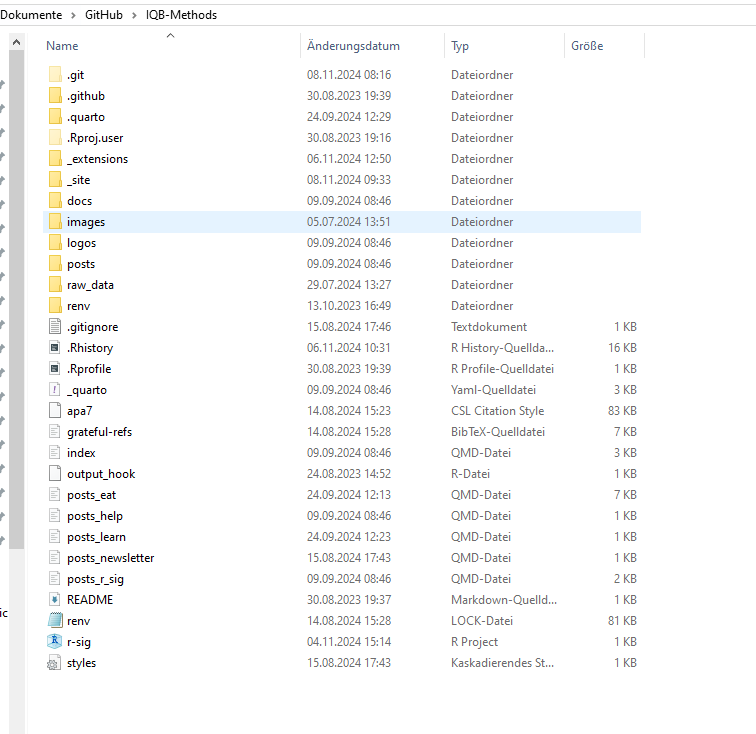 Dokumente > GitHub > IQB-Methods
Name Änderungsdatum Typ Größe
.git 08.11.2024 08:16 Dateiordner
.github 30.08.2023 19:39 Dateiordner
.quarto 24.09.2024 12:29 Dateiordner
.Rproj.user 30.08.2023 19:16 Dateiordner
_extensions 06.11.2024 12:50 Dateiordner
_site 08.11.2024 09:33 Dateiordner
docs 09.09.2024 08:46 Dateiordner
images 05.07.2024 13:51 Dateiordner
logos 09.09.2024 08:46 Dateiordner
posts 09.09.2024 08:46 Dateiordner
raw_data 29.07.2024 13:27 Dateiordner
renv 13.10.2023 16:49 Dateiordner
.gitignore 15.08.2024 17:46 Textdokument 1 KB
.Rhistory 06.11.2024 10:31 R History-Quellda... 16 KB
.Rprofile 30.08.2023 19:39 R Profile-Quelldatei 1 KB
_quarto 09.09.2024 08:46 Yaml-Quelldatei 3 KB
apa7 14.08.2024 15:23 CSL Citation Style 83 KB
grateful-refs 14.08.2024 15:28 BibTeX-Quelldatei 7 KB
index 09.09.2024 08:46 QMD-Datei 3 KB
output_hook 24.08.2023 14:52 R-Datei 1 KB
posts_eat 24.09.2024 12:13 QMD-Datei 7 KB
posts_help 09.09.2024 08:46 QMD-Datei 1 KB
posts_learn 24.09.2024 12:23 QMD-Datei 1 KB
posts_newsletter 15.08.2024 17:43 QMD-Datei 1 KB
posts_r_sig 09.09.2024 08:46 QMD-Datei 2 KB
README 30.08.2023 19:37 Markdown-Quelld... 1 KB
ic
renv 14.08.2024 15:28 LOCK-Datei 81 KB
r-sig 04.11.2024 15:14 R Project 1 KB
styles 15.08.2024 17:43 Kaskadierendes St... 1 KB